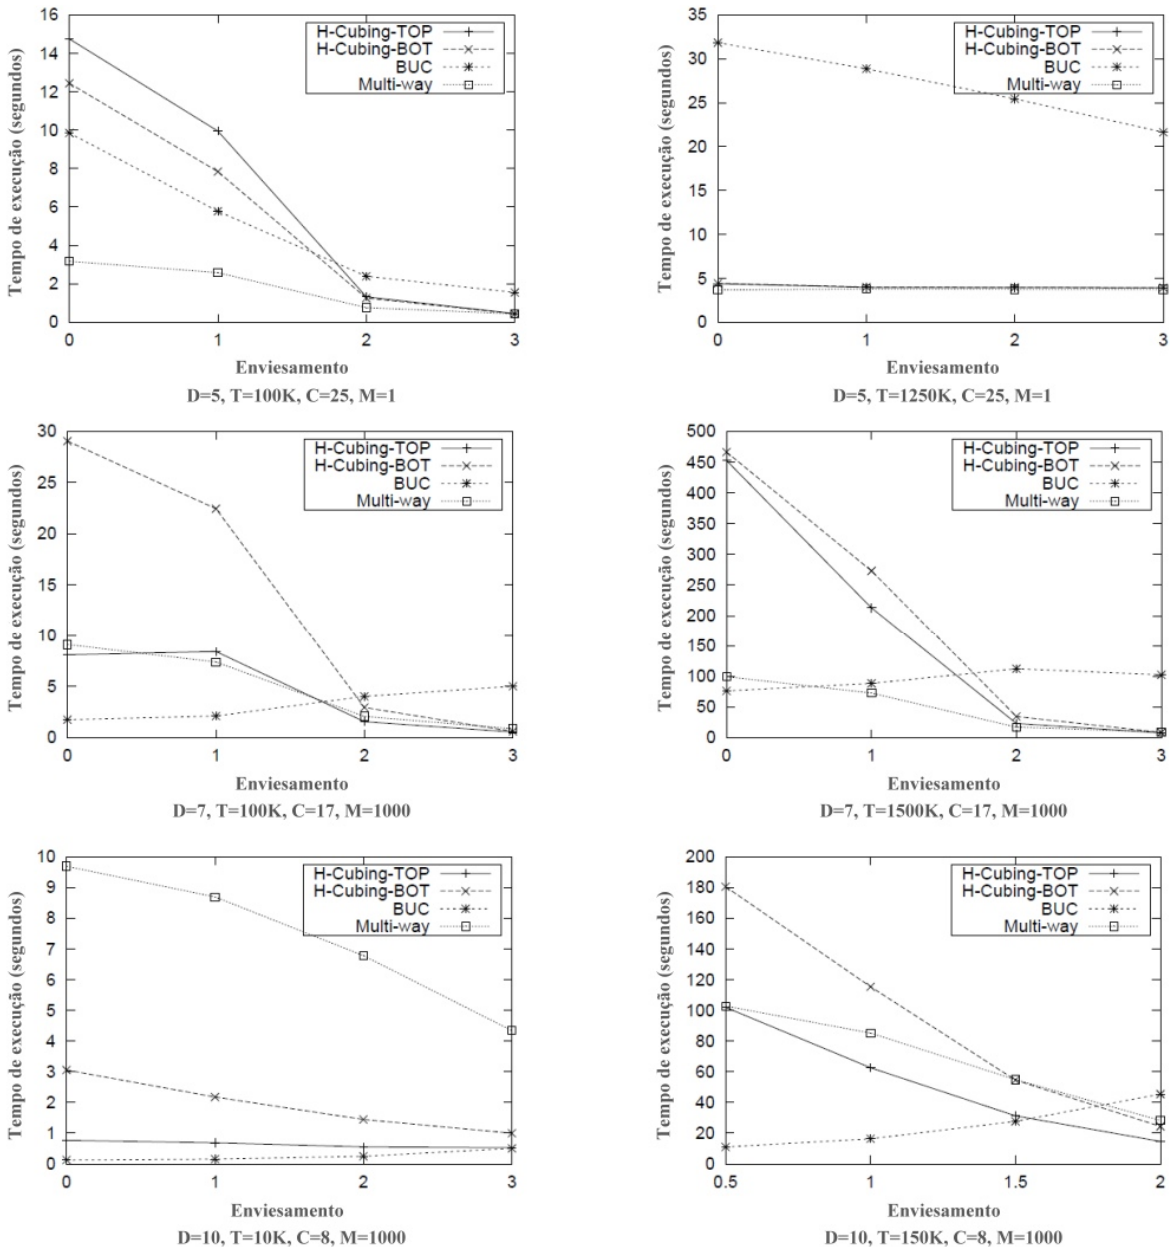 Tempo de execução (segundos)
16
14
12
10
8
6
4
2
0
H-Cubing-TOP
H-Cubing-BOT
BUC
Multi-way
0 1 2 3
Enviesamento
D=5, T=100K, C=25, M=1
Tempo de execução (segundos)
35
30
25
20
15
10
5
0
H-Cubing-TOP
H-Cubing-BOT
BUC
Multi-way
0 1 2 3
Enviesamento
D=5, T=1250K, C=25, M=1
Tempo de execução (segundos)
30
25
20
15
10
5
0
H-Cubing-TOP
H-Cubing-BOT
BUC
Multi-way
0 1 2 3
Enviesamento
D=7, T=100K, C=17, M=1000
Tempo de execução (segundos)
500
450
400
350
300
250
200
150
100
50
0
H-Cubing-TOP
H-Cubing-BOT
BUC
Multi-way
0 1 2 3
Enviesamento
D=7, T=1500K, C=17, M=1000
Tempo de execução (segundos)
10
9
8
7
6
5
4
3
2
1
0
H-Cubing-TOP
H-Cubing-BOT
BUC
Multi-way
0 1 2 3
Enviesamento
D=10, T=10K, C=8, M=1000
Tempo de execução (segundos)
200
180
160
140
120
100
80
60
40
20
0
H-Cubing-TOP
H-Cubing-BOT
BUC
Multi-way
0.5 1 1.5 2
Enviesamento
D=10, T=150K, C=8, M=1000